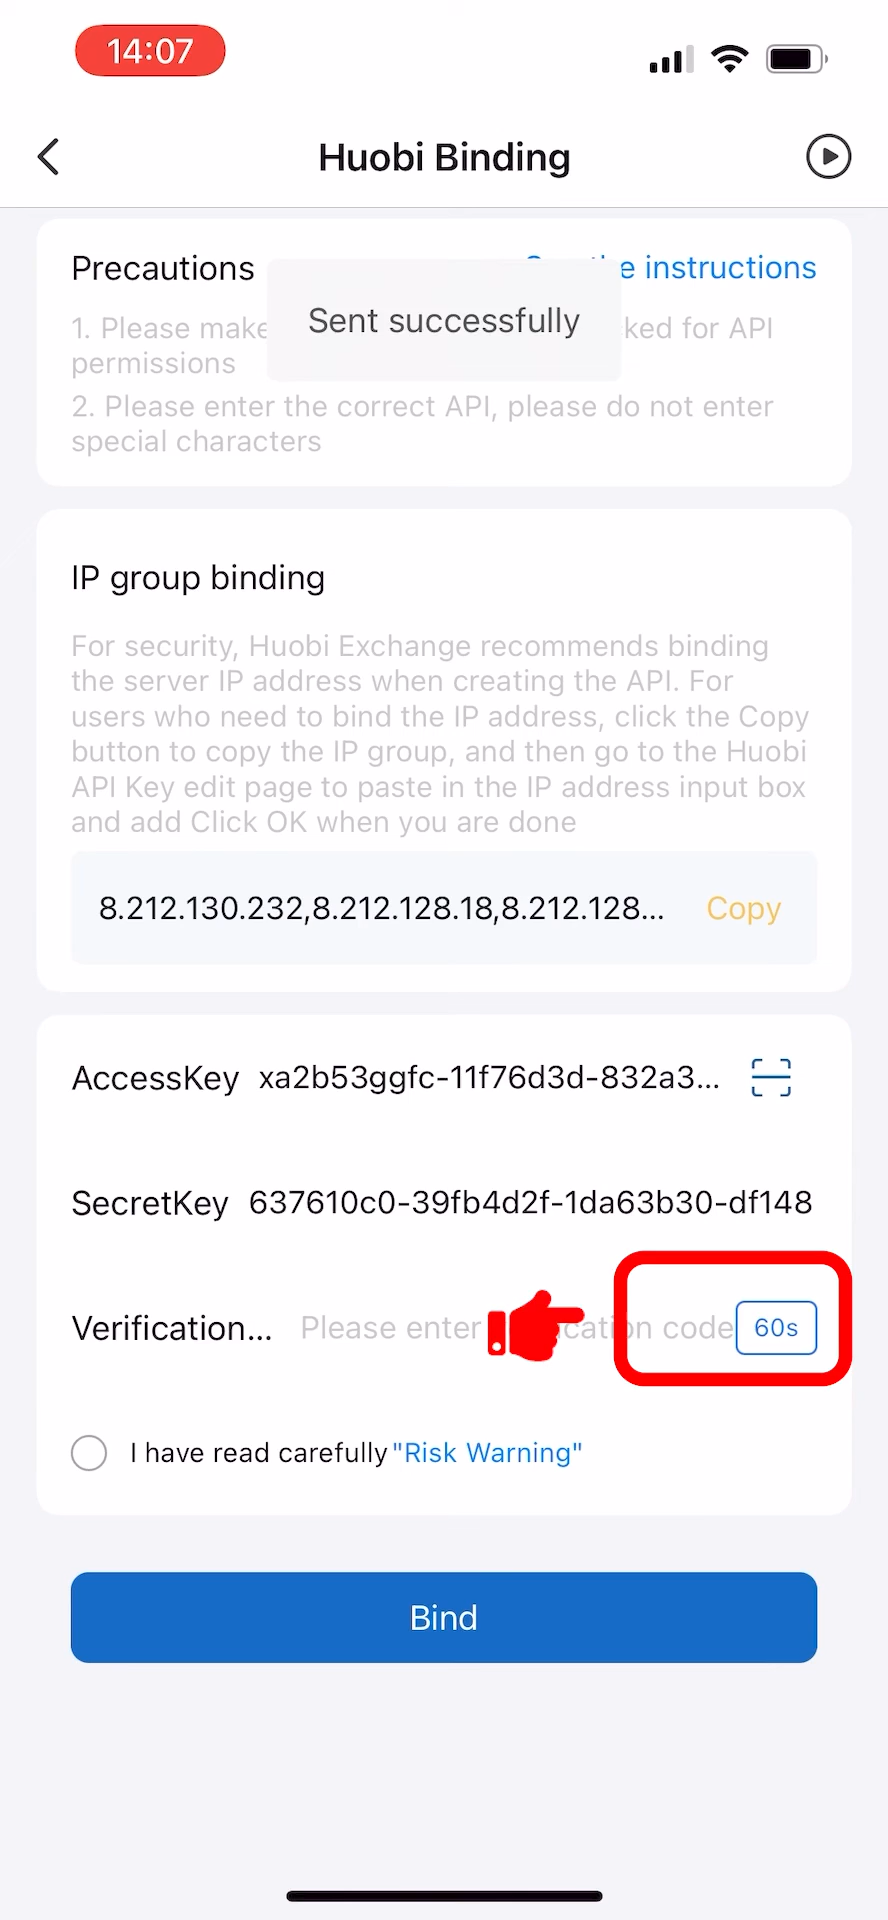 14:07
Huobi Binding
Precautions
the instructions
Sent successfully
1. Please make
ked for API
permissions
2. Please enter the correct API, please do not enter
special characters
IP group binding
For security, Huobi Exchange recommends binding
the server IP address when creating the API. For
users who need to bind the IP address, click the Copy
button to copy the IP group, and then go to the Huobi
API Key edit page to paste in the IP address input box
and add Click OK when you are done
8.212.130.232,8.212.128.18,8.212.128... Copy
AccessKey xa2b53ggfc-11f76d3d-832a3...
SecretKey 637610c0-39fb4d2f-1da63b30-df148
Verification... Please enter cation code 60s
I have read carefully "Risk Warning"
Bind